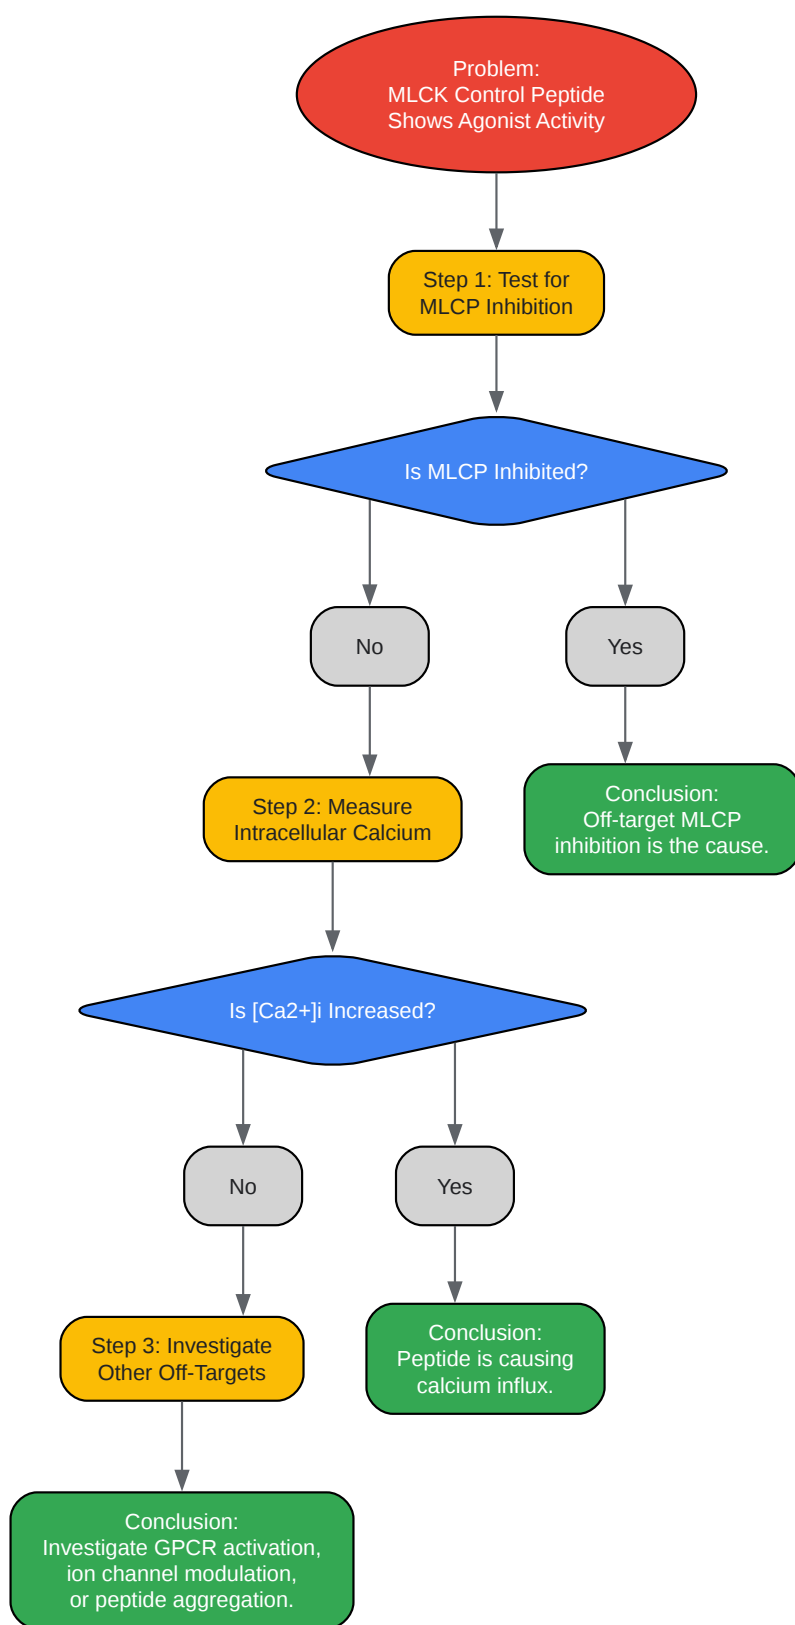 Problem:
MLCK Control Peptide
Shows Agonist Activity
Step 1: Test for
MLCP Inhibition
Is MLCP Inhibited?
No
Yes
Step 2: Measure
Intracellular Calcium
Conclusion:
Off-target MLCP
inhibition is the cause.
Is [Ca2+]i Increased?
No
Yes
Step 3: Investigate
Other Off-Targets
Conclusion:
Peptide is causing
calcium influx.
Conclusion:
Investigate GPCR activation,
ion channel modulation,
or peptide aggregation.